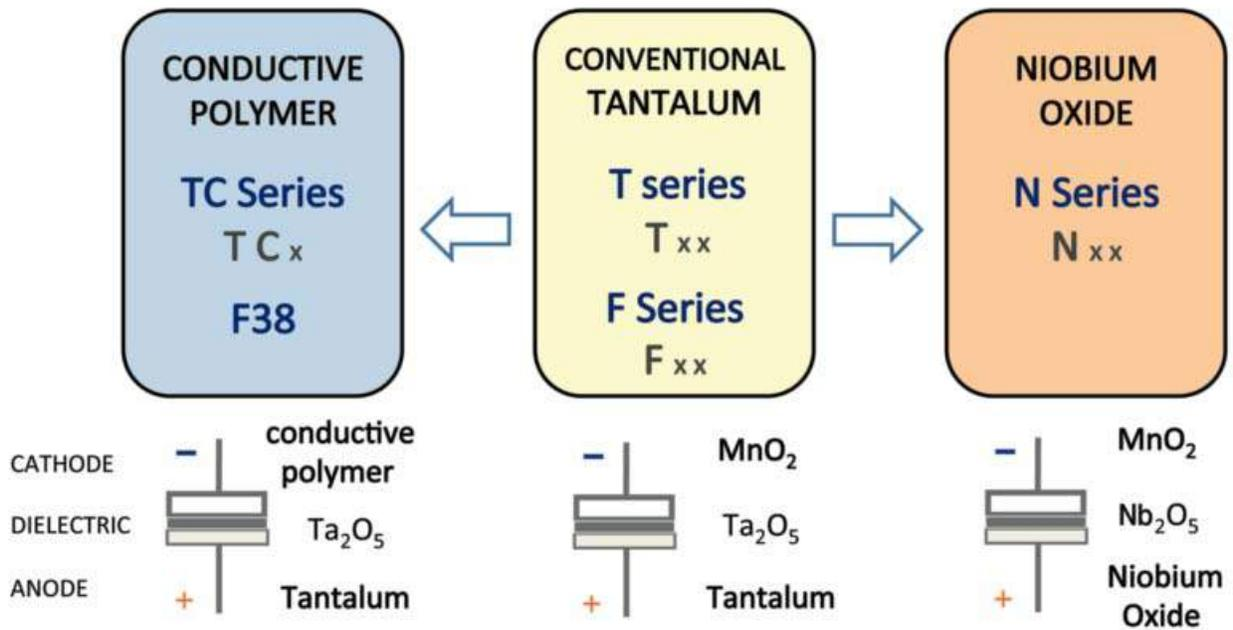 CONDUCTIVE
POLYMER
TC Series
T C x
F38
CONVENTIONAL
TANTALUM
T series
T x x
F Series
F x x
NIOBIUM
OXIDE
N Series
N x x
CATHODE
DIELECTRIC
ANODE
–
conductive
polymer
Ta₂O₅
+
Tantalum
–
MnO₂
Ta₂O₅
+
Tantalum
–
MnO₂
Nb₂O₅
+
Niobium
Oxide